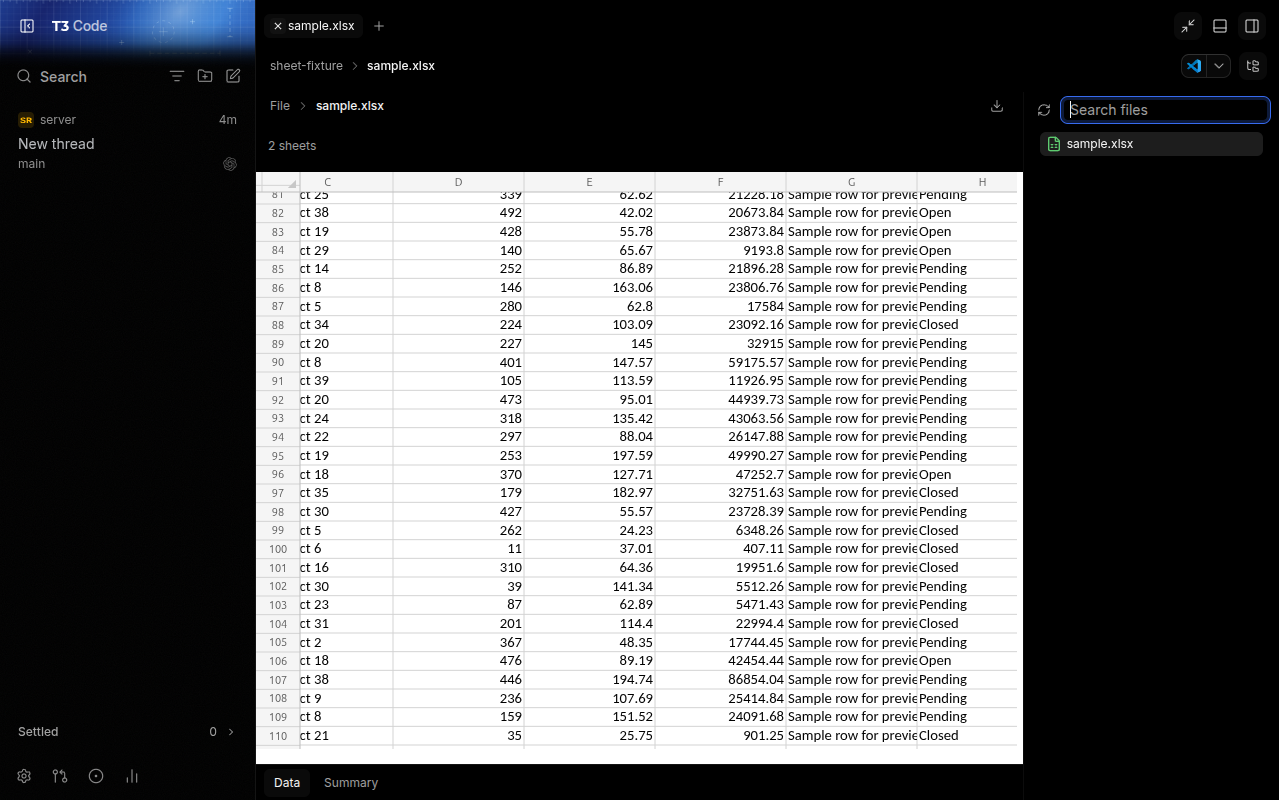 T3 Code
sample.xlsx
Search
sheet-fixture > sample.xlsx
File > sample.xlsx
Search files
sample.xlsx
SR server 4m
New thread
main
2 sheets
C D E F G H
81 ct 25 339 62.62 21228.18 Sample row for previe Pending
82 ct 38 492 42.02 20673.84 Sample row for previe Open
83 ct 19 428 55.78 23873.84 Sample row for previe Open
84 ct 29 140 65.67 9193.8 Sample row for previe Open
85 ct 14 252 86.89 21896.28 Sample row for previe Pending
86 ct 8 146 163.06 23806.76 Sample row for previe Pending
87 ct 5 280 62.8 17584 Sample row for previe Pending
88 ct 34 224 103.09 23092.16 Sample row for previe Closed
89 ct 20 227 145 32915 Sample row for previe Pending
90 ct 8 401 147.57 59175.57 Sample row for previe Pending
91 ct 39 105 113.59 11926.95 Sample row for previe Pending
92 ct 20 473 95.01 44939.73 Sample row for previe Pending
93 ct 24 318 135.42 43063.56 Sample row for previe Pending
94 ct 22 297 88.04 26147.88 Sample row for previe Pending
95 ct 19 253 197.59 49990.27 Sample row for previe Pending
96 ct 18 370 127.71 47252.7 Sample row for previe Open
97 ct 35 179 182.97 32751.63 Sample row for previe Closed
98 ct 30 427 55.57 23728.39 Sample row for previe Pending
99 ct 5 262 24.23 6348.26 Sample row for previe Closed
100 ct 6 11 37.01 407.11 Sample row for previe Closed
101 ct 16 310 64.36 19951.6 Sample row for previe Closed
102 ct 30 39 141.34 5512.26 Sample row for previe Pending
103 ct 23 87 62.89 5471.43 Sample row for previe Pending
104 ct 31 201 114.4 22994.4 Sample row for previe Closed
105 ct 2 367 48.35 17744.45 Sample row for previe Pending
106 ct 18 476 89.19 42454.44 Sample row for previe Open
107 ct 38 446 194.74 86854.04 Sample row for previe Pending
108 ct 9 236 107.69 25414.84 Sample row for previe Pending
109 ct 8 159 151.52 24091.68 Sample row for previe Pending
110 ct 21 35 25.75 901.25 Sample row for previe Closed
Settled 0 >
Data Summary